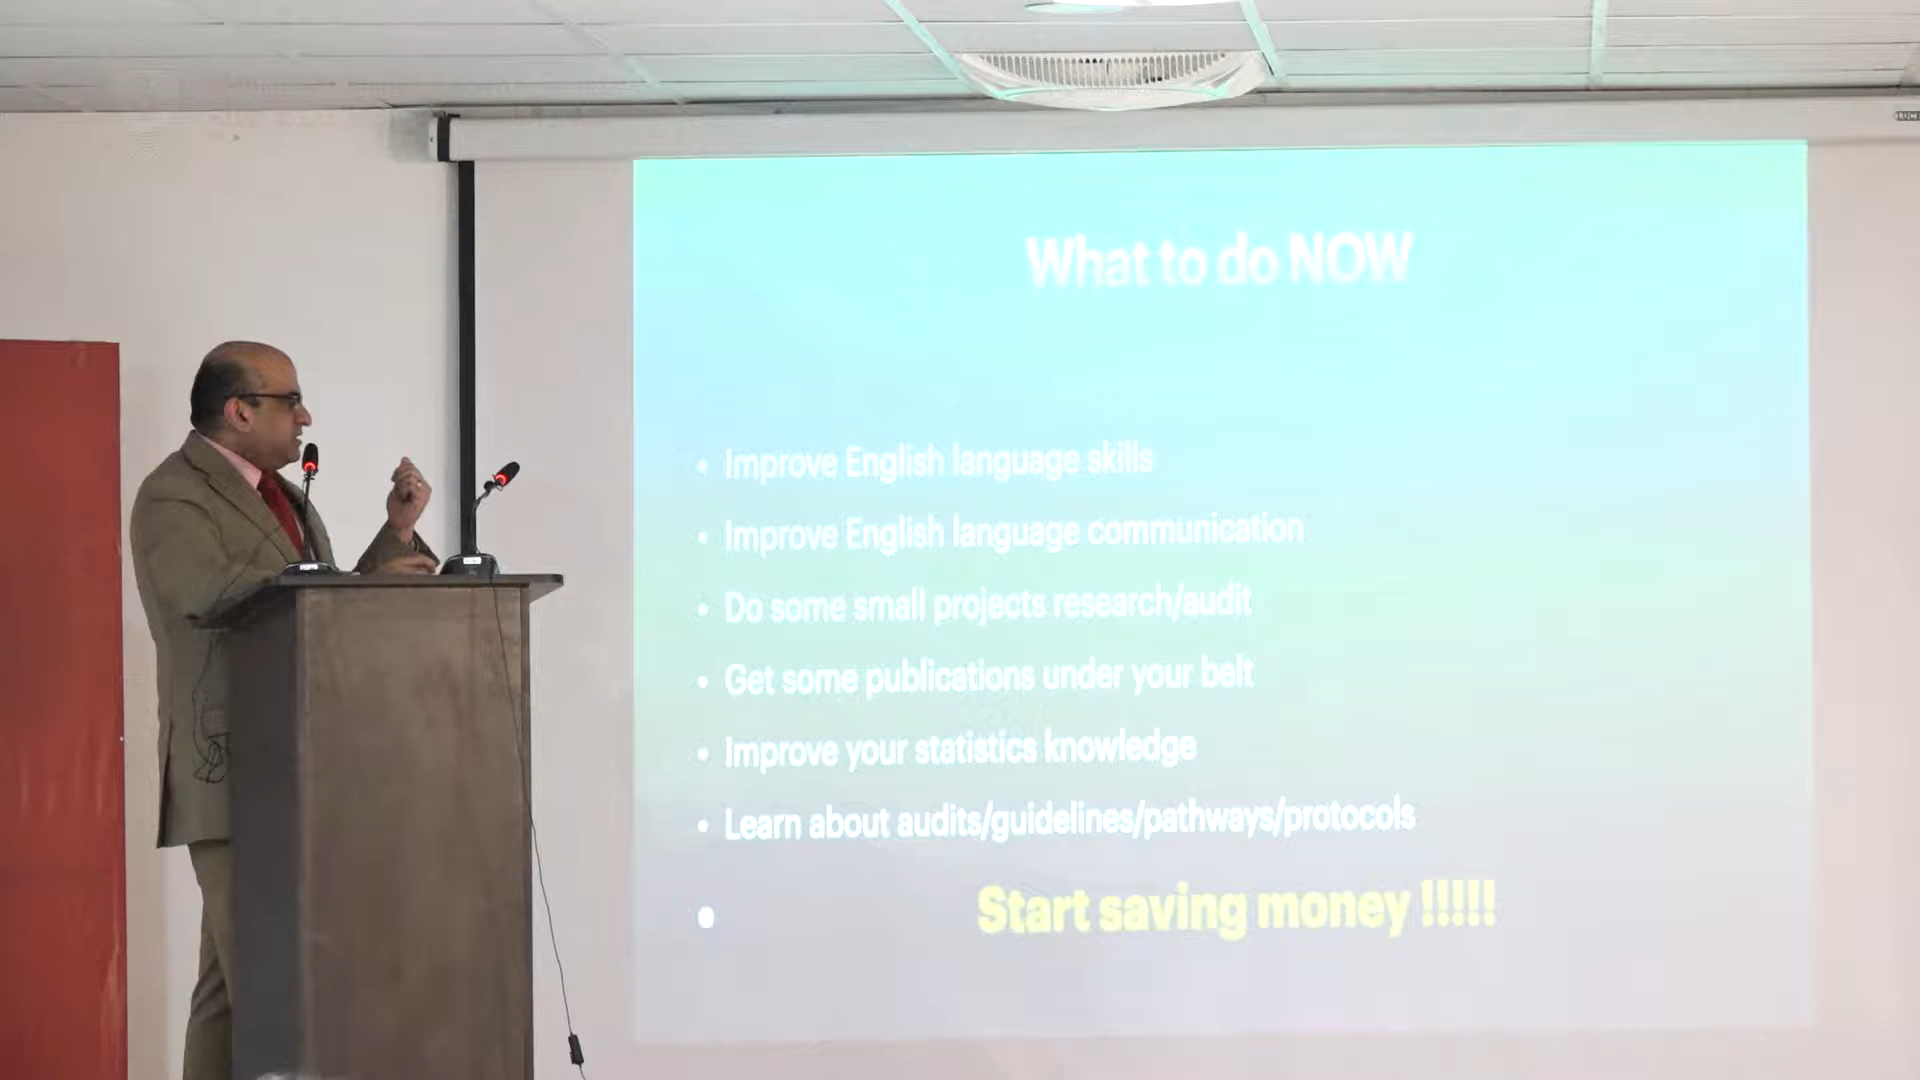 What to do NOW
• Improve English language skills
• Improve English language communication
• Do some small projects research/audit
• Get some publications under your belt
• Improve your statistics knowledge
• Learn about audits/guidelines/pathways/protocols
• Start saving money !!!!!